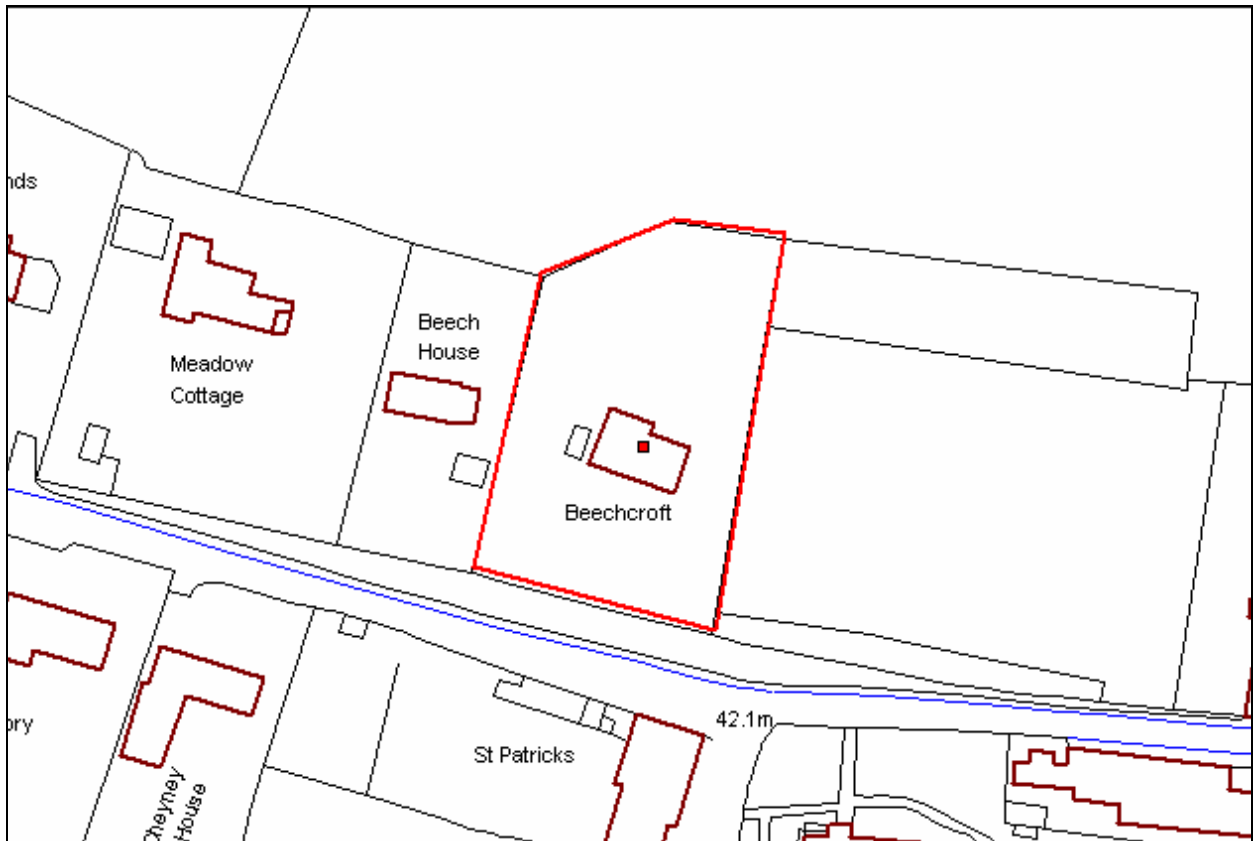 nds
Beech
House
Meadow
Cottage
Beechcroft
42.1m
St Patricks
ory
Cheyney
House